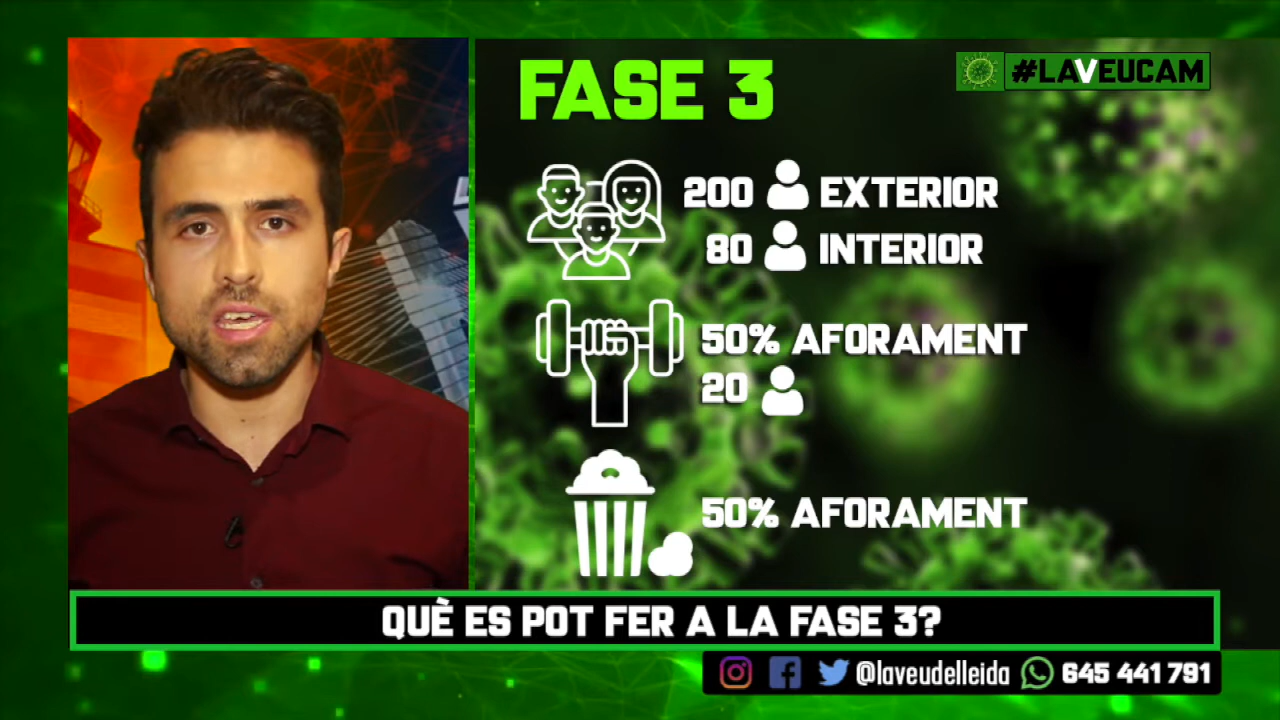 #LAVEUCAM
FASE 3
200 EXTERIOR
80 INTERIOR
50% AFORAMENT
20
50% AFORAMENT
QUÈ ES POT FER A LA FASE 3?
@laveudelleida 645 441 791